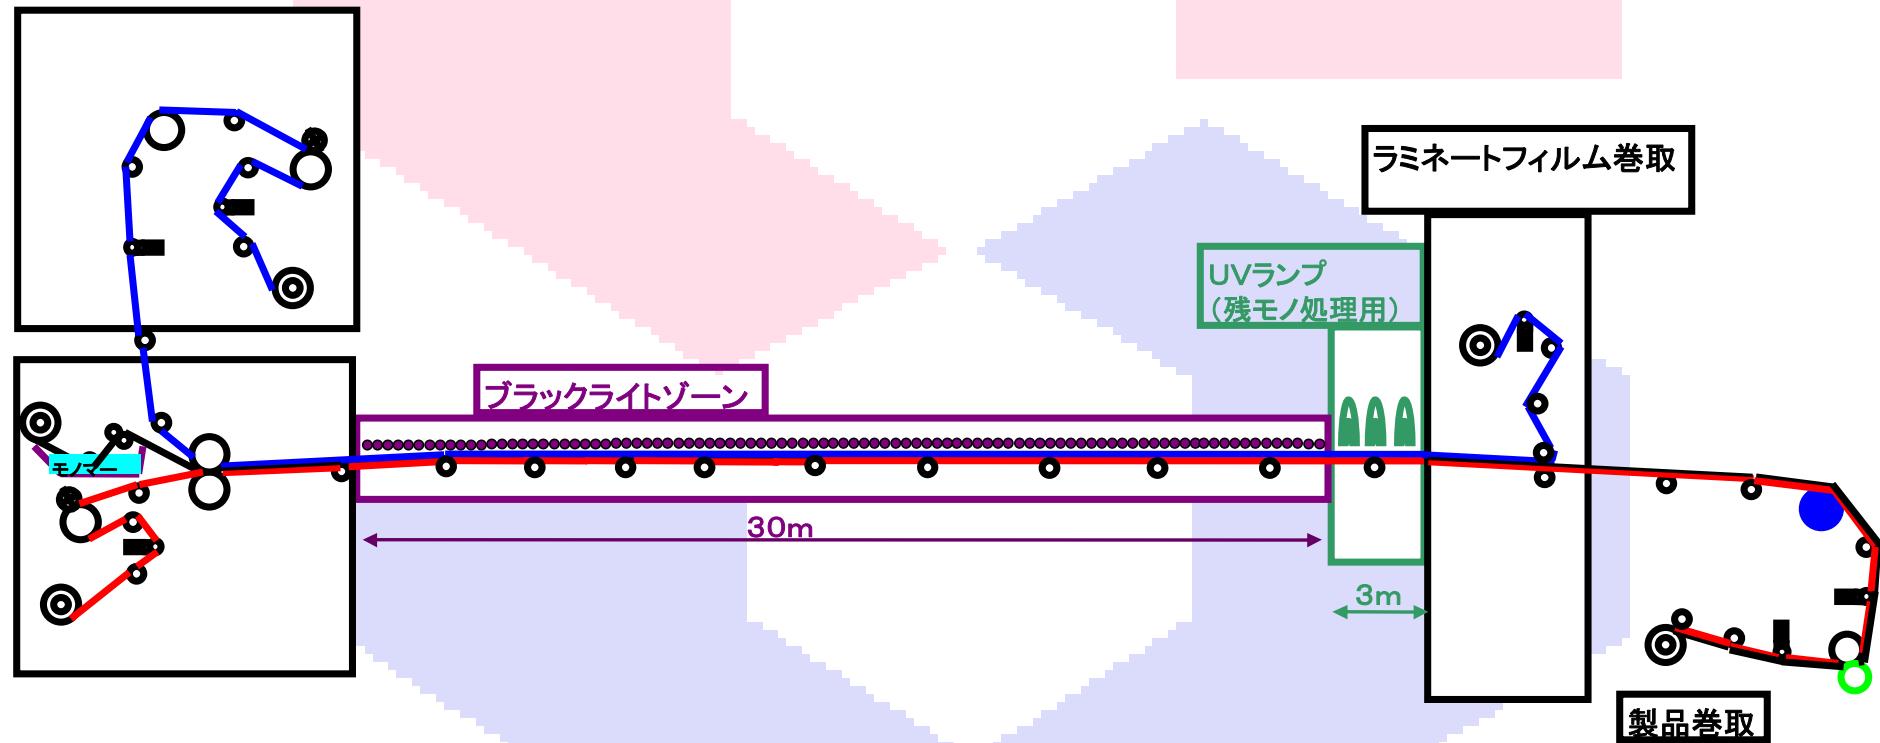 ラミネートフィルム巻取
UVランプ
（残モノ処理用）
ブラックライトゾーン
モノマー
30m
3m
製品巻取